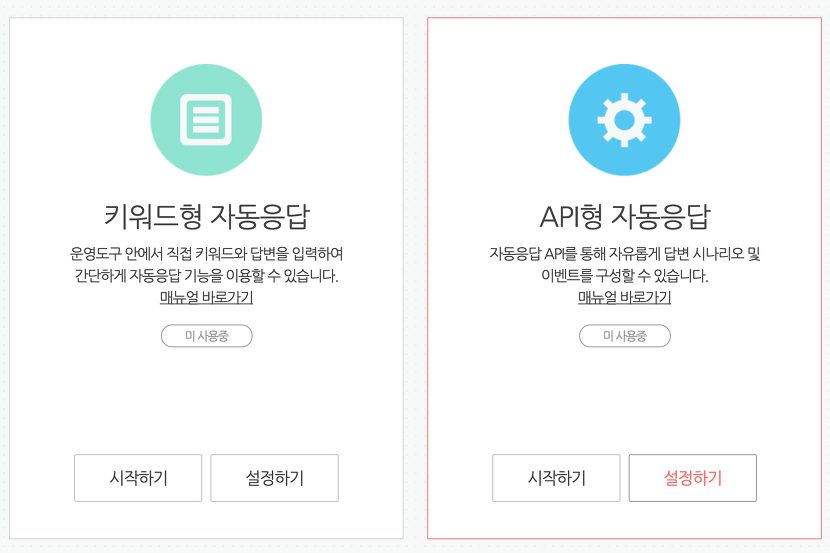 키워드형 자동응답
운영도구 안에서 직접 키워드와 답변을 입력하여
간단하게 자동응답 기능을 이용할 수 있습니다.
매뉴얼 바로가기
미 사용중
시작하기
설정하기
API형 자동응답
자동응답 API를 통해 자유롭게 답변 시나리오 및
이벤트를 구성할 수 있습니다.
매뉴얼 바로가기
미 사용중
시작하기
설정하기